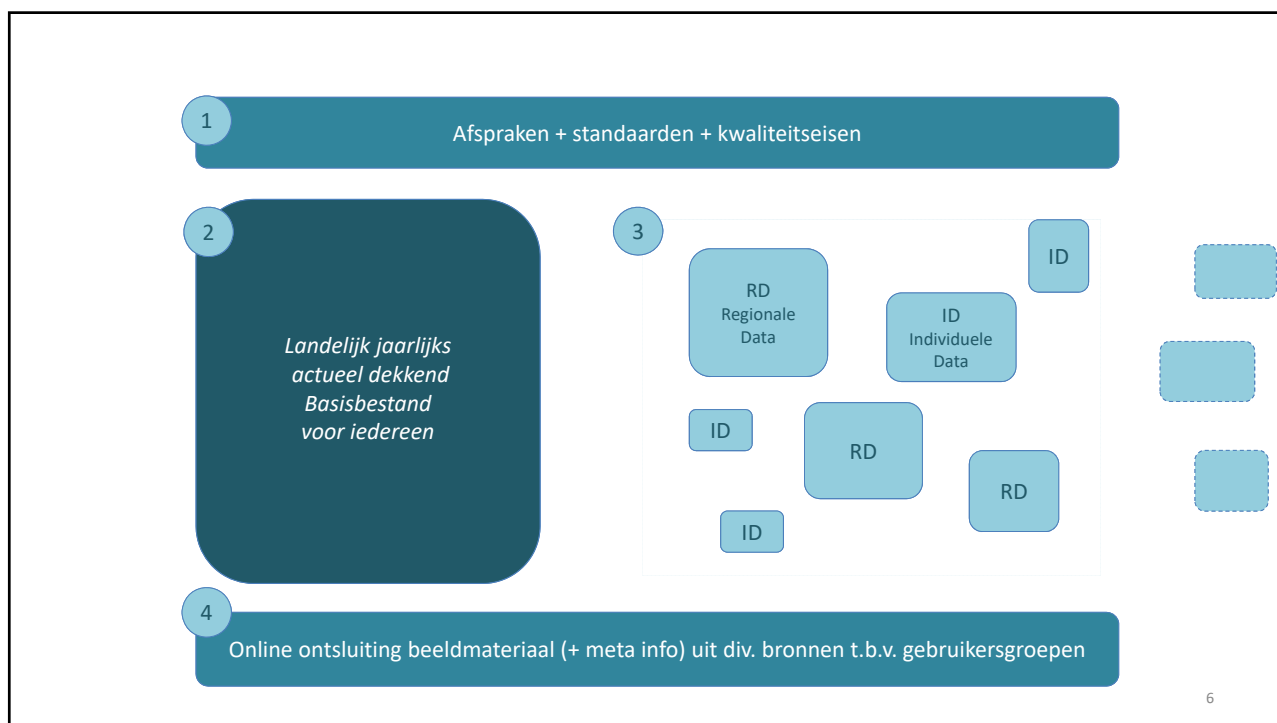 1
Afspraken + standaarden + kwaliteitseisen
2
Landelijk jaarlijks
actueel dekkend
Basisbestand
voor iedereen
3
RD
Regionale
Data
ID
Individuele
Data
ID
ID
RD
RD
ID
4
Online ontsluiting beeldmateriaal (+ meta info) uit div. bronnen t.b.v. gebruikersgroepen
6